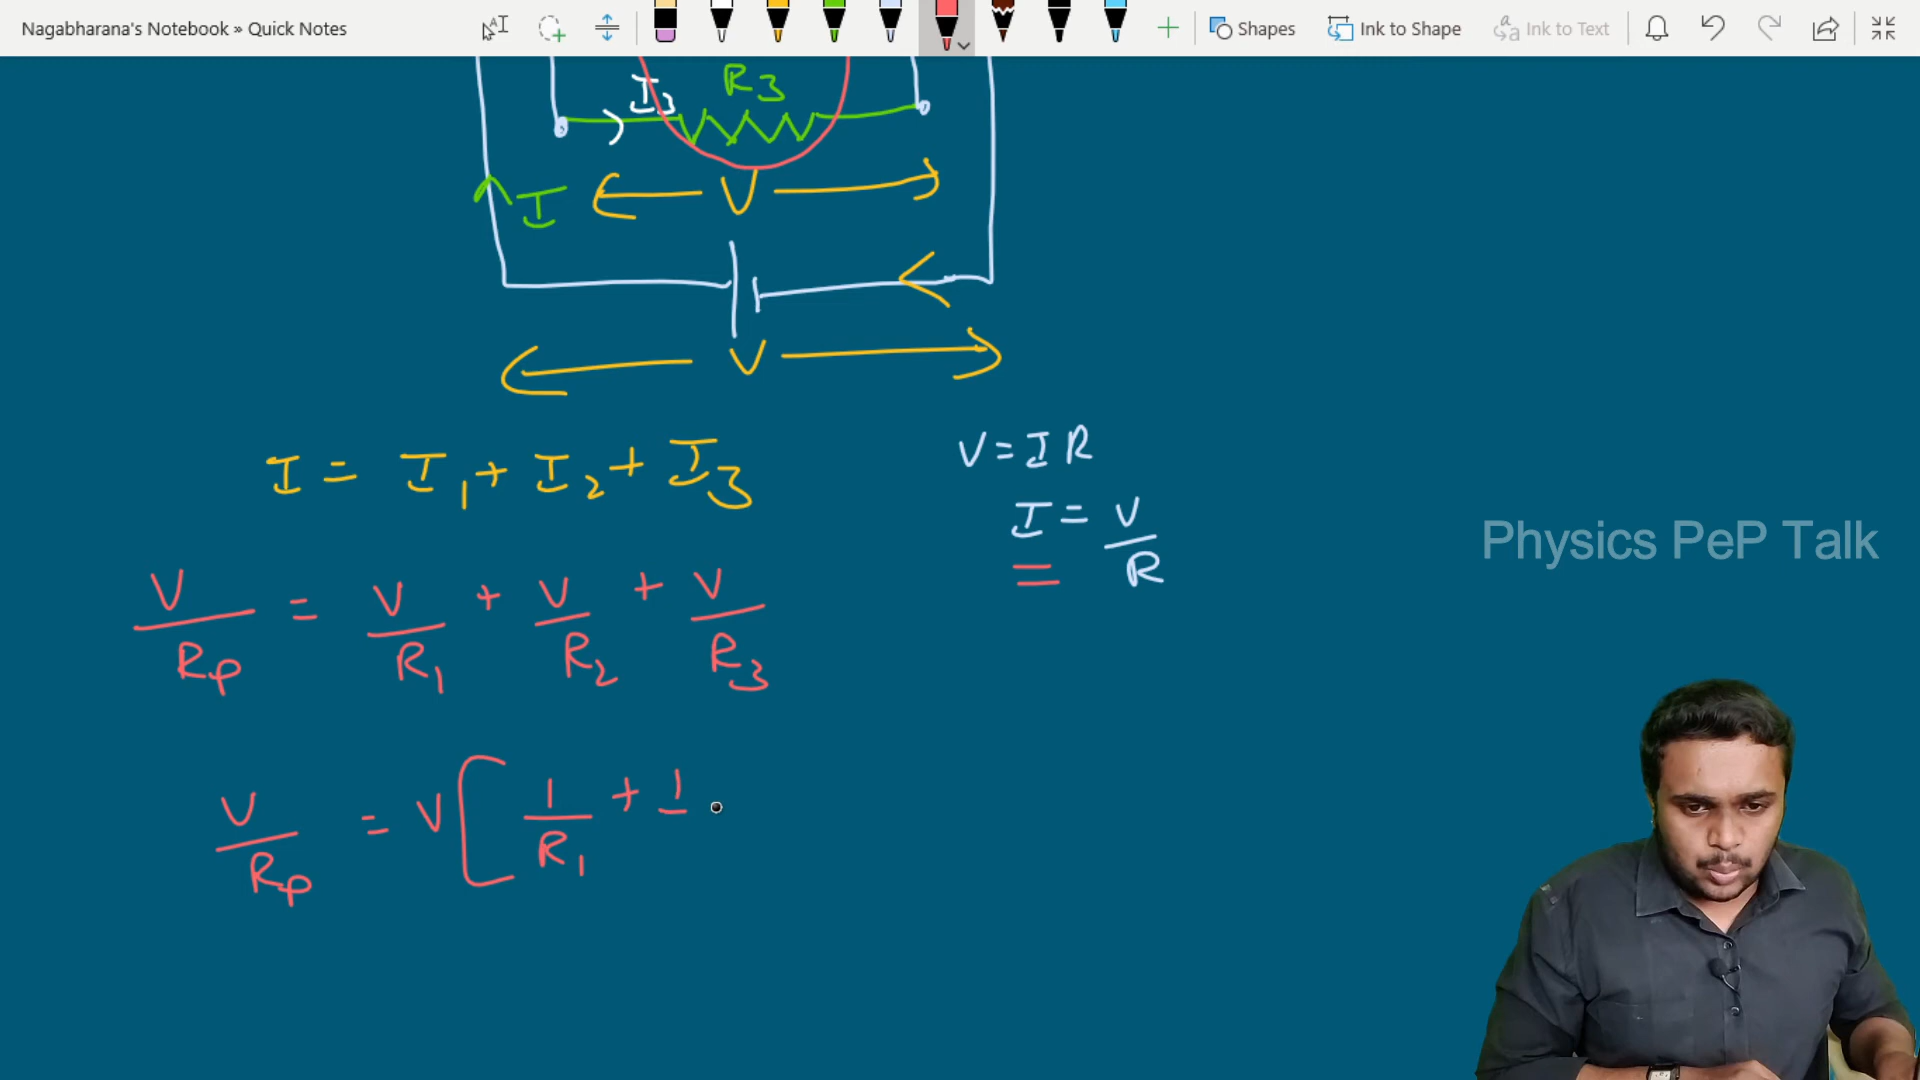 Nagabharana's Notebook » Quick Notes
Shapes
Ink to Shape
Ink to Text
I3 R3
I V
V
I = I1 + I2 + I3
V = IR
I = V/R
V/Rp = V/R1 + V/R2 + V/R3
V/Rp = V[ 1/R1 + 1
Physics PeP Talk